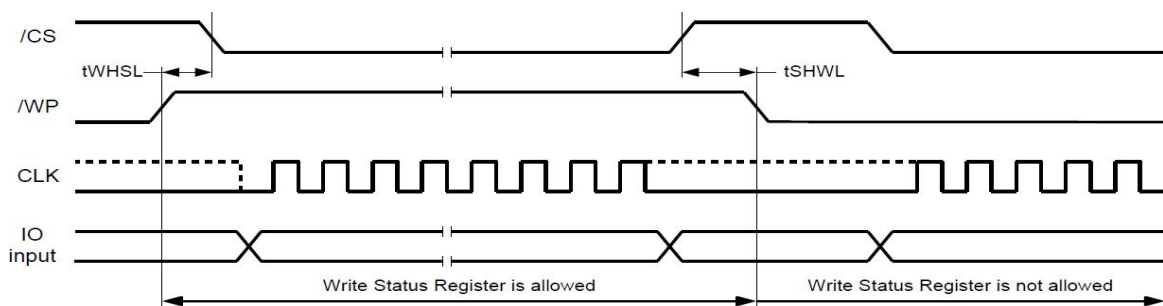 /CS
tWHSL
tSHWL
/WP
CLK
IO
input
Write Status Register is allowed
Write Status Register is not allowed